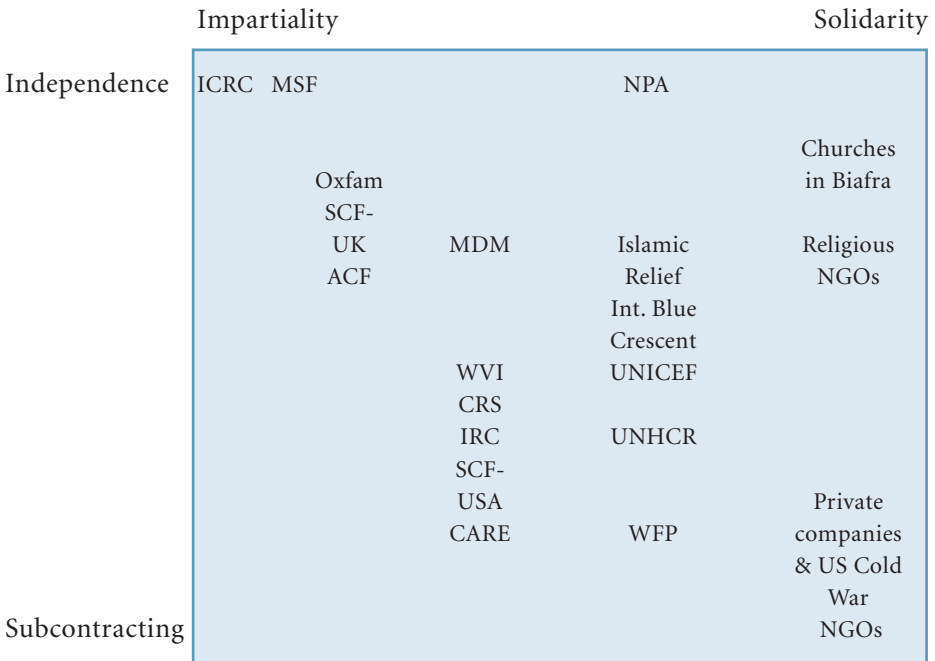 Impartiality Solidarity
Independence ICRC MSF NPA
Churches
Oxfam in Biafra
SCF-
UK MDM Islamic Religious
ACF Relief NGOs
Int. Blue
Crescent
WVI UNICEF
CRS
IRC UNHCR
SCF-
USA Private
CARE WFP companies
& US Cold
War
Subcontracting NGOs